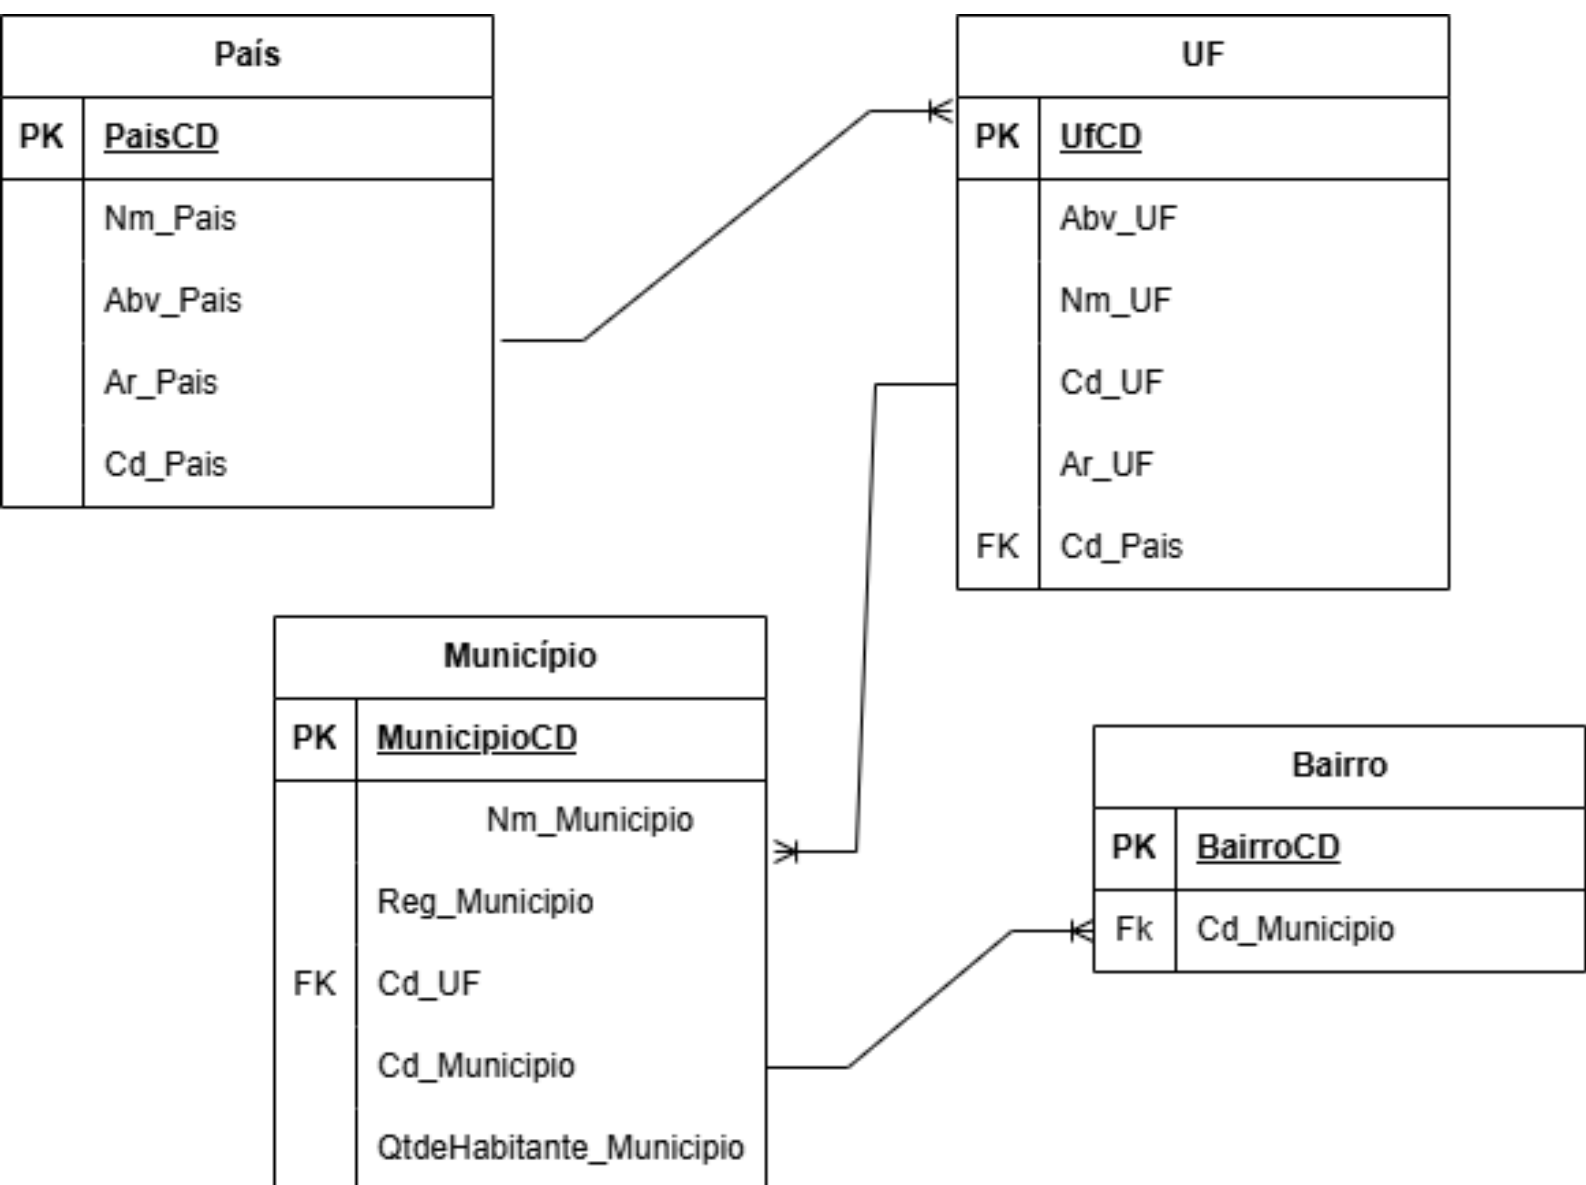 País
PK PaisCD
Nm_Pais
Abv_Pais
Ar_Pais
Cd_Pais
UF
PK UfCD
Abv_UF
Nm_UF
Cd_UF
Ar_UF
FK Cd_Pais
Município
PK MunicipioCD
Nm_Municipio
Reg_Municipio
FK Cd_UF
Cd_Municipio
QtdeHabitante_Municipio
Bairro
PK BairroCD
Fk Cd_Municipio